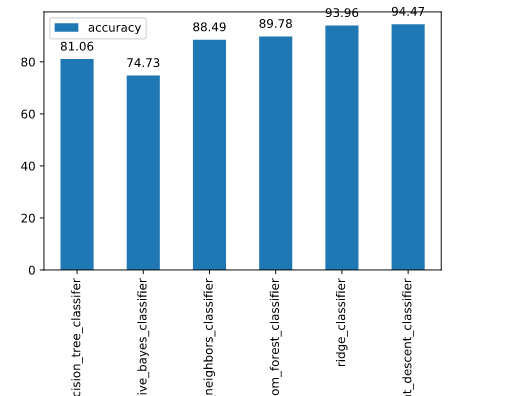 accuracy
81.06
74.73
88.49
89.78
93.96
94.47
80
60
40
20
0
cision_tree_classifer
ive_bayes_classifier
neighbors_classifier
om_forest_classifier
ridge_classifier
t_descent_classifier